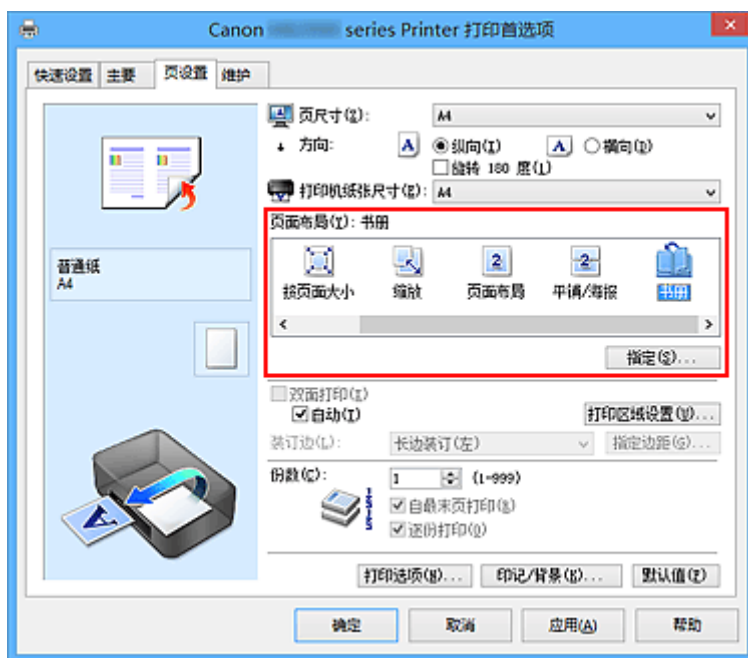 Canon series Printer 打印首选项
快速设置 主要 页设置 维护
页尺寸(Z): A4
方向: A 纵向(I) A 横向(D)
旋转 180 度(L)
打印机纸张尺寸(E): A4
页面布局(Y): 书册
按页面大小 缩放 页面布局 平铺/海报 书册
指定(S)...
普通纸
A4
双面打印(X)
自动(T)
打印区域设置(U)...
装订边(L): 长边装订(左) 指定边距(G)...
份数(C): 1 (1-999)
自最末页打印(R)
逐份打印(O)
打印选项(N)... 印记/背景(K)... 默认值(F)
确定 取消 应用(A) 帮助